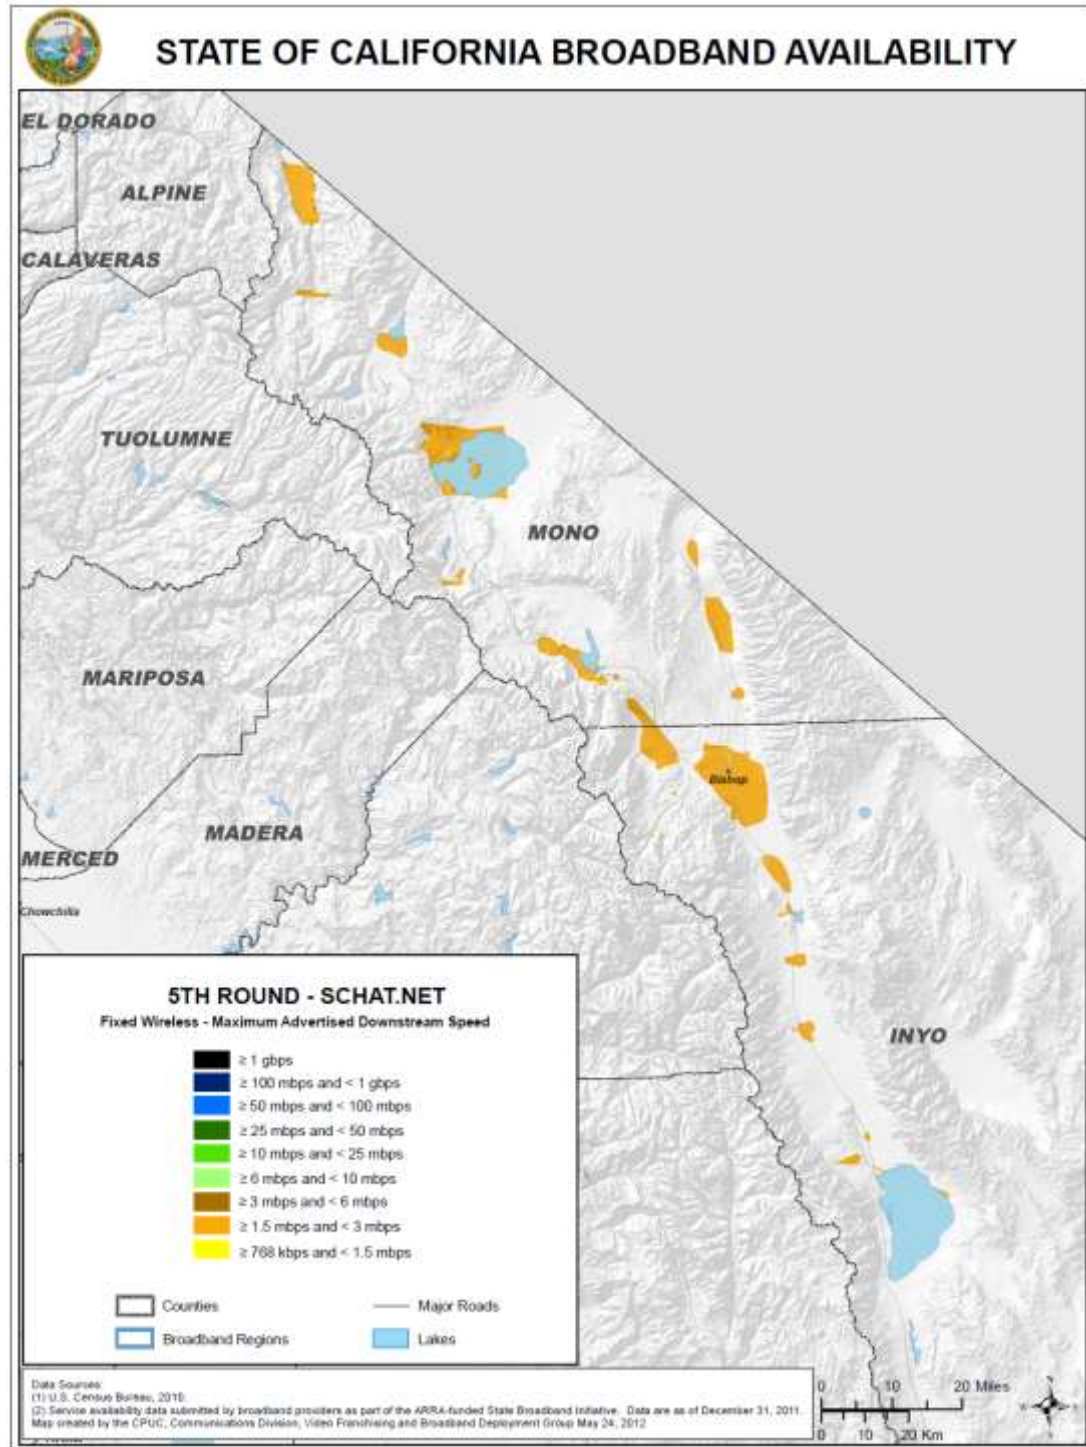 STATE OF CALIFORNIA BROADBAND AVAILABILITY
EL DORADO
ALPINE
CALAVERAS
TUOLUMNE
MONO
MARIPOSA
Bishop
MADERA
MERCED
Chowchilla
INYO
5TH ROUND - SCHAT.NET
Fixed Wireless - Maximum Advertised Downstream Speed
≥ 1 gbps
≥ 100 mbps and < 1 gbps
≥ 50 mbps and < 100 mbps
≥ 25 mbps and < 50 mbps
≥ 10 mbps and < 25 mbps
≥ 6 mbps and < 10 mbps
≥ 3 mbps and < 6 mbps
≥ 1.5 mbps and < 3 mbps
≥ 768 kbps and < 1.5 mbps
Counties
Major Roads
Broadband Regions
Lakes
Data Sources:
(1) U.S. Census Bureau, 2010.
(2) Service availability data submitted by broadband providers as part of the ARRA-funded State Broadband Initiative. Data are as of December 31, 2011.
Map created by the CPUC, Communications Division, Video Franchising and Broadband Deployment Group May 24, 2012
0 10 20 Miles
0 10 20 Km